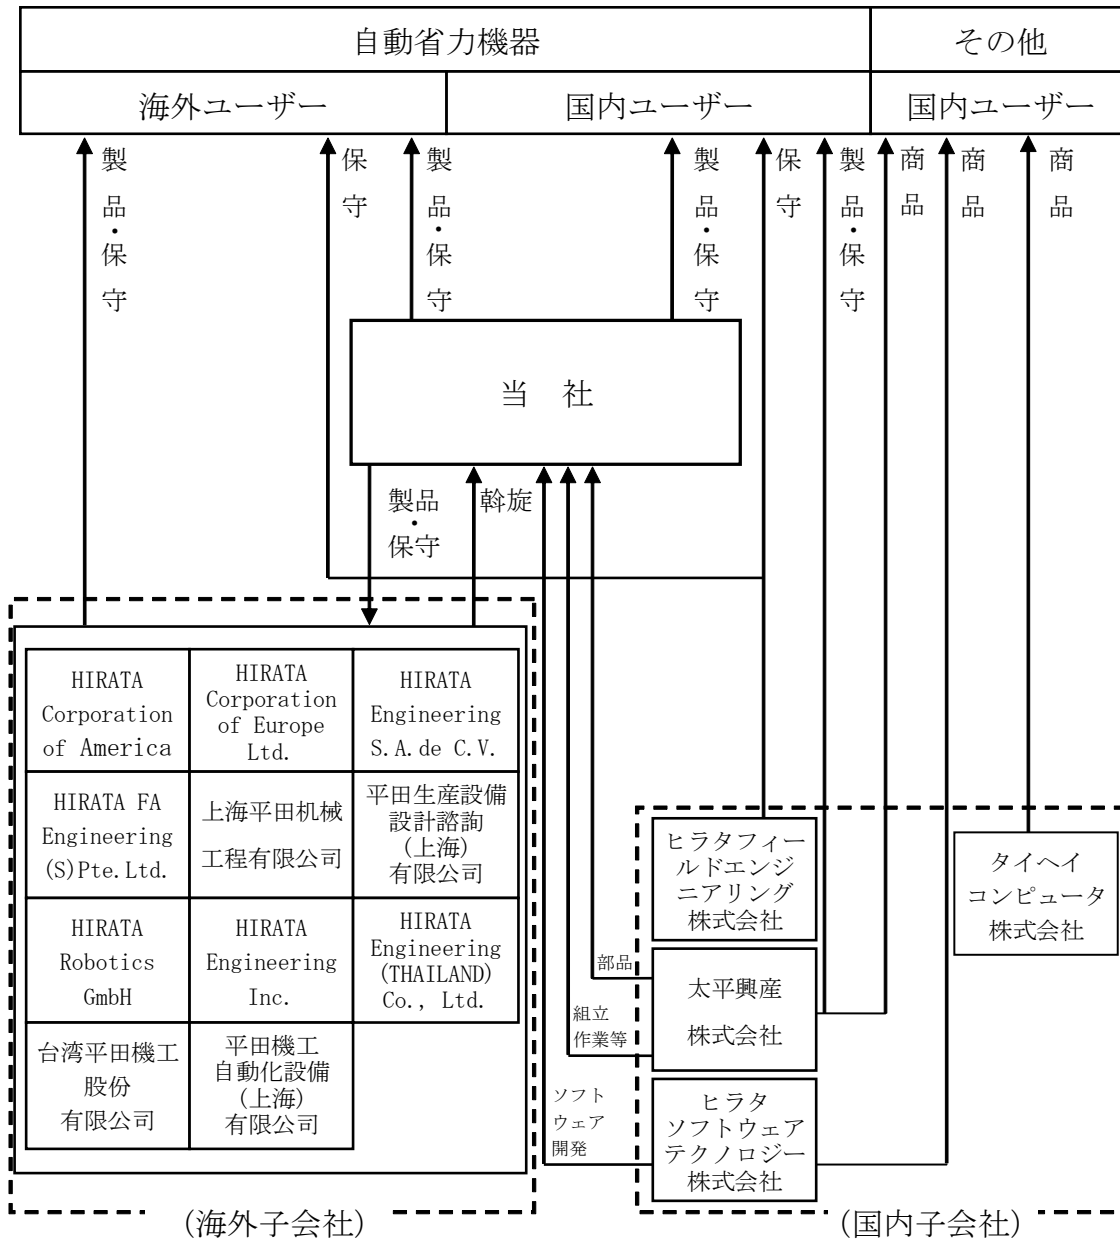 自動省力機器
その他
海外ユーザー
国内ユーザー
国内ユーザー
製品・保守
保守
製品・保守
製品・保守
保守
製品・保守
商品
商品
商品
当　社
製品
・
保守
斡旋
HIRATA
Corporation
of America
HIRATA
Corporation
of Europe
Ltd.
HIRATA
Engineering
S.A.de C.V.
HIRATA FA
Engineering
(S)Pte.Ltd.
上海平田机械
工程有限公司
平田生産設備
設計諮詢
(上海)
有限公司
HIRATA
Robotics
GmbH
HIRATA
Engineering
Inc.
HIRATA
Engineering
(THAILAND)
Co., Ltd.
台湾平田機工
股份
有限公司
平田機工
自動化設備
(上海)
有限公司
(海外子会社)
ヒラタフィー
ルドエンジ
ニアリング
株式会社
タイヘイ
コンピュータ
株式会社
部品
太平興産
株式会社
組立
作業等
ソフト
ウェア
開発
ヒラタ
ソフトウェア
テクノロジー
株式会社
(国内子会社)